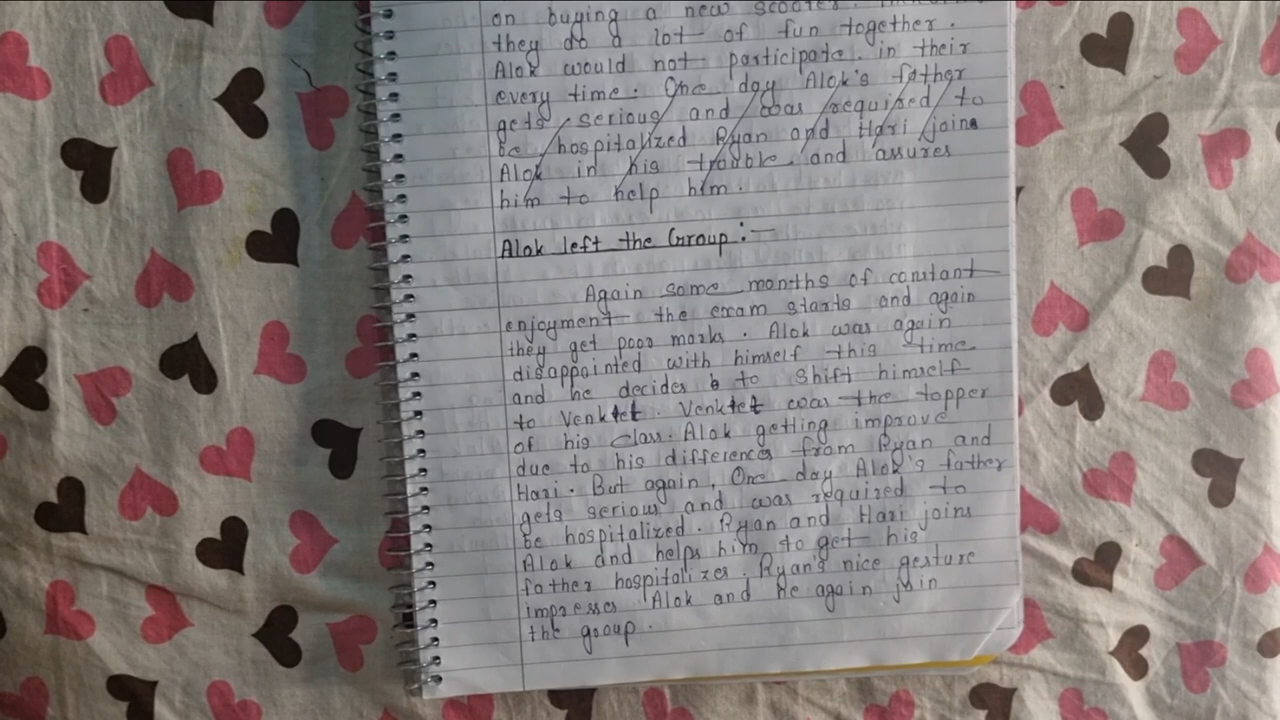 on buying a new scooter.
they do a lot of fun together.
Alok would not participate in their
every time. One day Alok's father
gets serious and was required to
be hospitalized Ryan and Hari joins
Alok in his trouble and assures
him to help him.
Alok left the Group :-
Again some months of constant
enjoyment the exam starts and again
they get poor marks. Alok was again
disappointed with himself this time
and he decides to shift himself
to Venktet. Venktet was the topper
of his class. Alok getting improve
due to his differences from Ryan and
Hari. But again, One day Alok's father
gets serious and was required to
be hospitalized. Ryan and Hari joins
Alok and helps him to get his
father hospitalizes. Ryan's nice gesture
impresses Alok and he again join
the group.